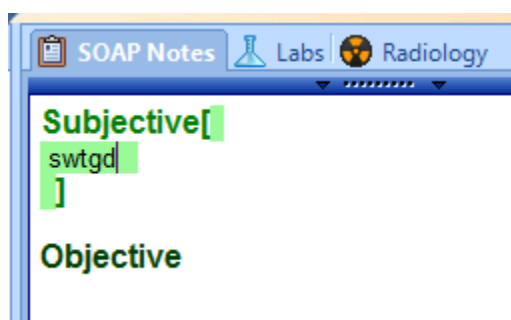 SOAP Notes Labs Radiology
Subjective[
swtgd
]
Objective